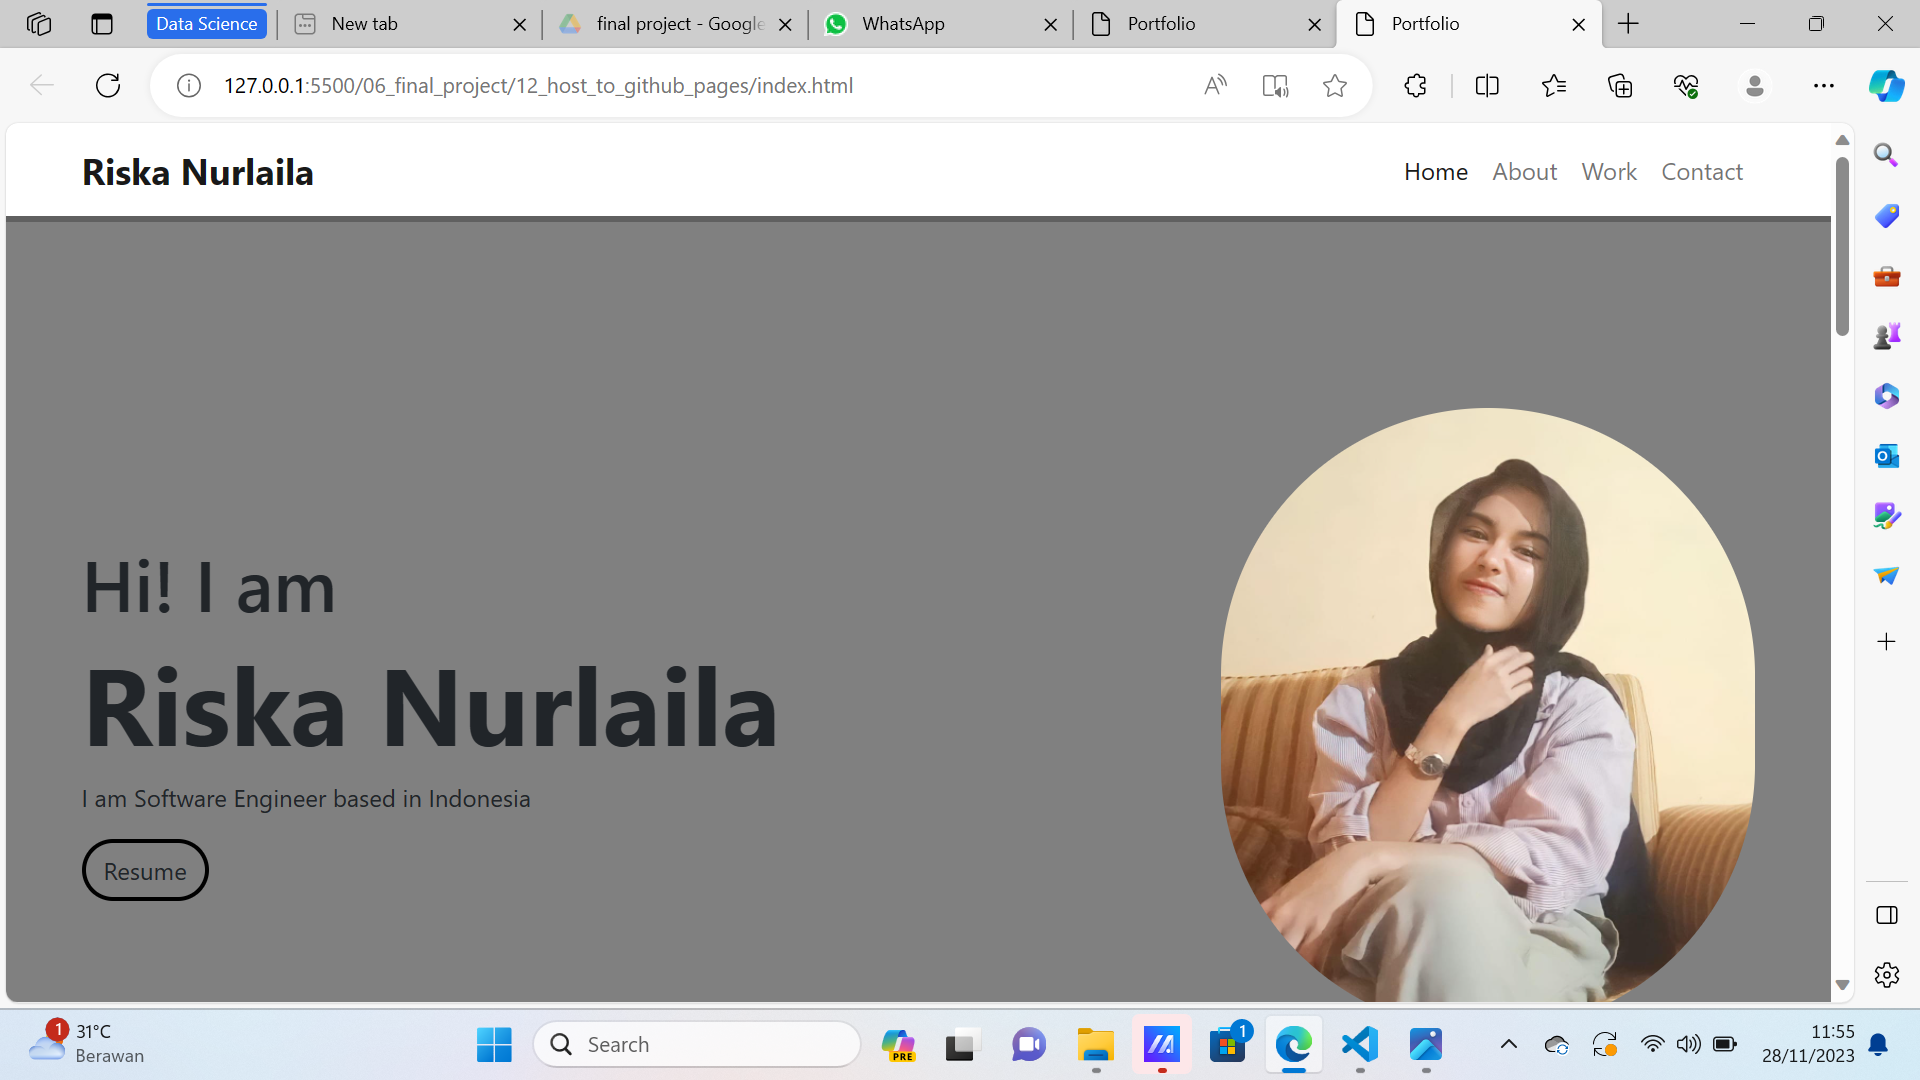 Data Science
New tab
final project - Google
WhatsApp
Portfolio
Portfolio
127.0.0.1:5500/06_final_project/12_host_to_github_pages/index.html
Riska Nurlaila
Home About Work Contact
Hi! I am
Riska Nurlaila
I am Software Engineer based in Indonesia
Resume
1
31°C
Berawan
Search
PRE
1
11:55
28/11/2023